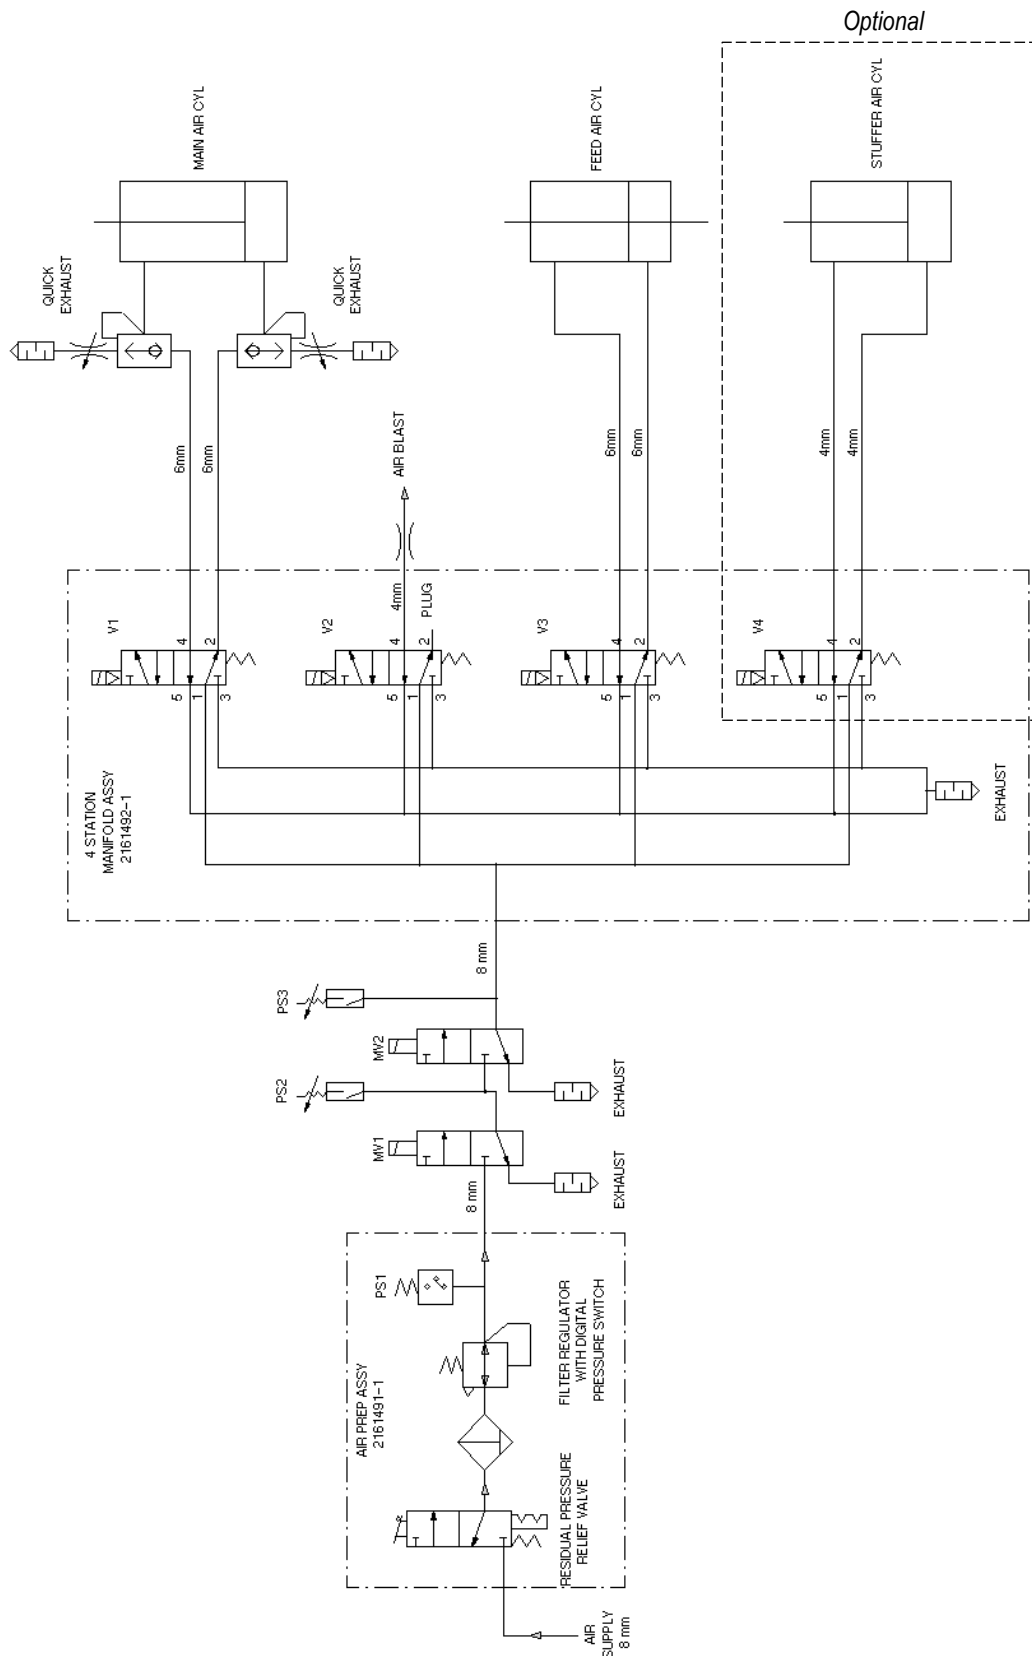 Optional
MAIN AIR CYL
FEED AIR CYL
STUFFER AIR CYL
QUICK
EXHAUST
QUICK
EXHAUST
6mm
6mm
AIR BLAST
6mm
6mm
4mm
4mm
4mm
PLUG
V1
4
2
5
1
3
V2
4
2
5
1
3
V3
4
2
5
1
3
V4
4
2
5
1
3
4 STATION
MANIFOLD ASSY
2161492-1
EXHAUST
8 mm
PS3
MV2
EXHAUST
PS2
MV1
EXHAUST
8 mm
PS1
AIR PREP ASSY
2161491-1
FILTER REGULATOR
WITH DIGITAL
PRESSURE SWITCH
RESIDUAL PRESSURE
RELIEF VALVE
AIR
SUPPLY
8 mm